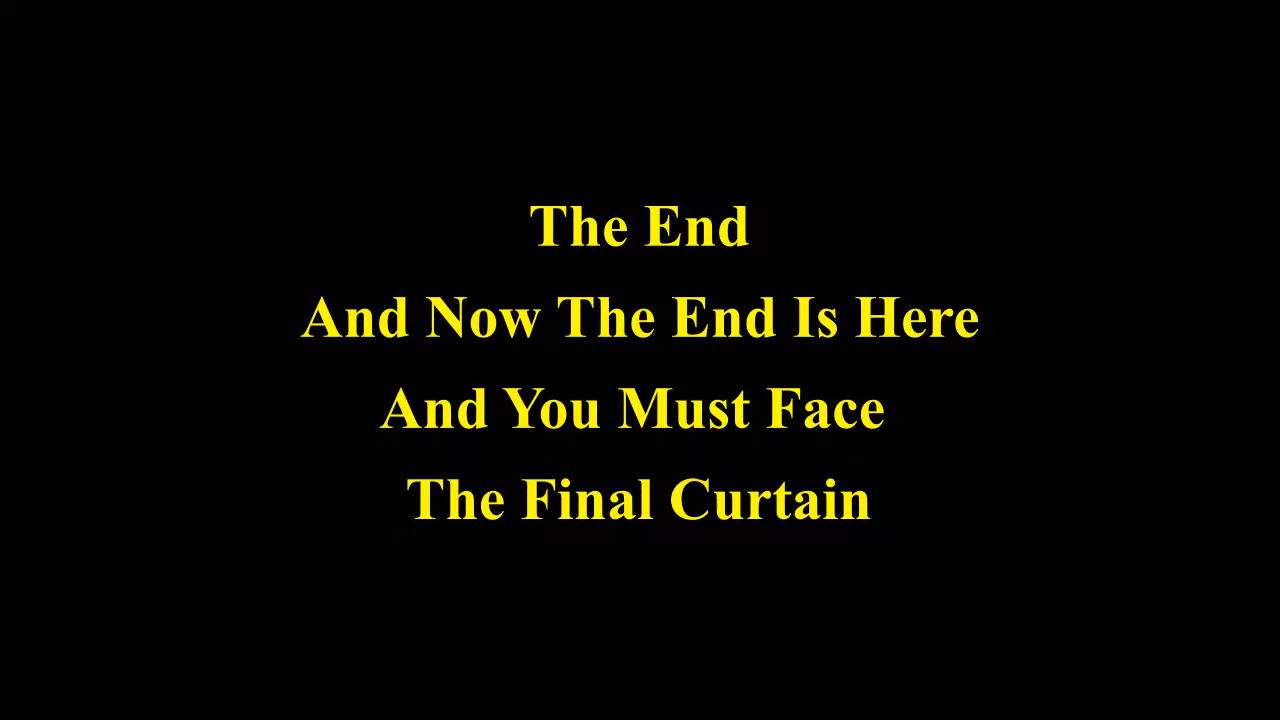 The End
And Now The End Is Here
And You Must Face
The Final Curtain